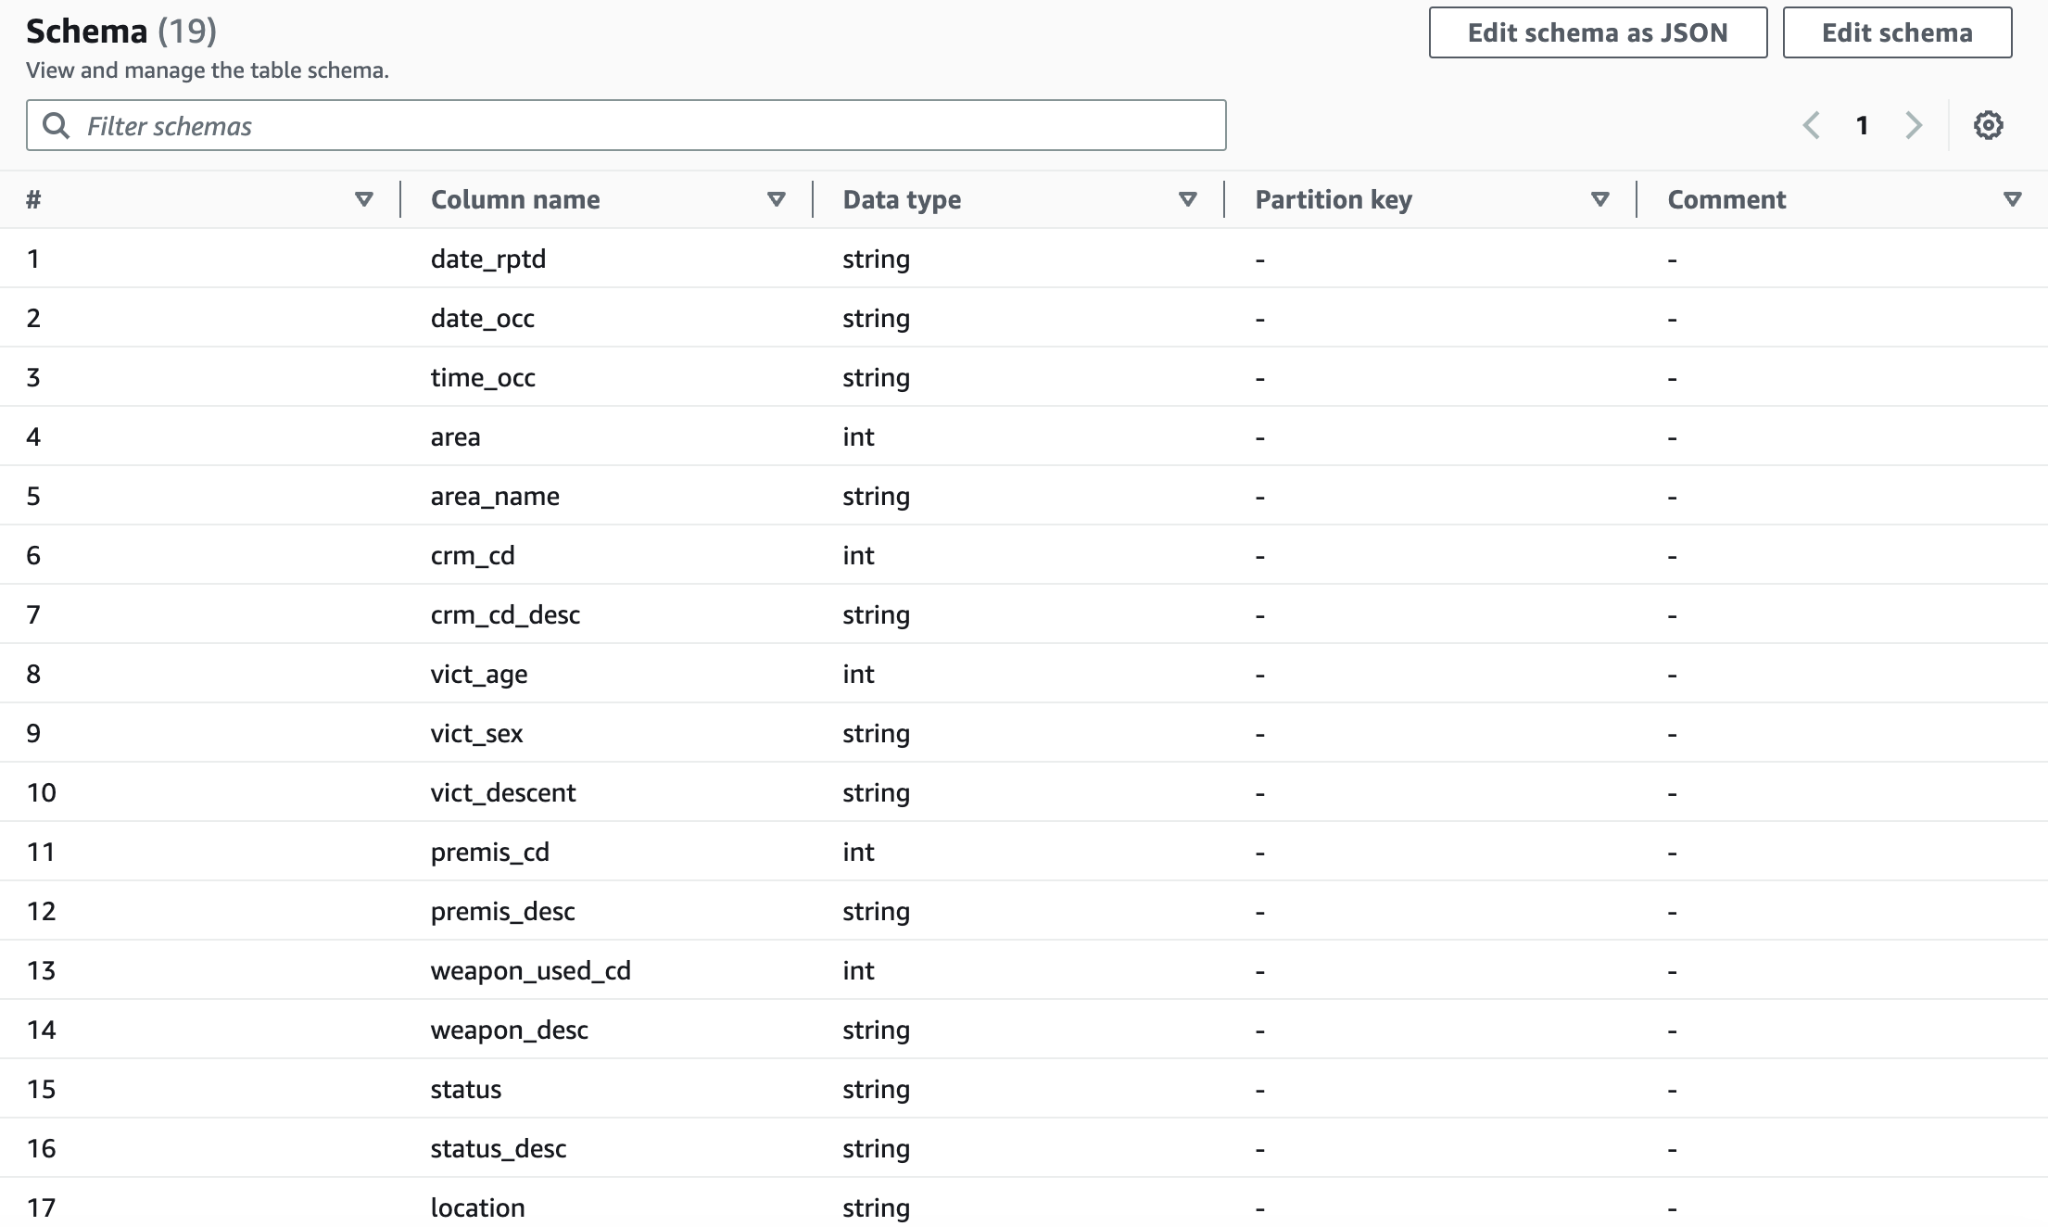 Schema (19)
Edit schema as JSON
Edit schema
View and manage the table schema.
Filter schemas
1
# Column name Data type Partition key Comment
1 date_rptd string - -
2 date_occ string - -
3 time_occ string - -
4 area int - -
5 area_name string - -
6 crm_cd int - -
7 crm_cd_desc string - -
8 vict_age int - -
9 vict_sex string - -
10 vict_descent string - -
11 premis_cd int - -
12 premis_desc string - -
13 weapon_used_cd int - -
14 weapon_desc string - -
15 status string - -
16 status_desc string - -
17 location string - -